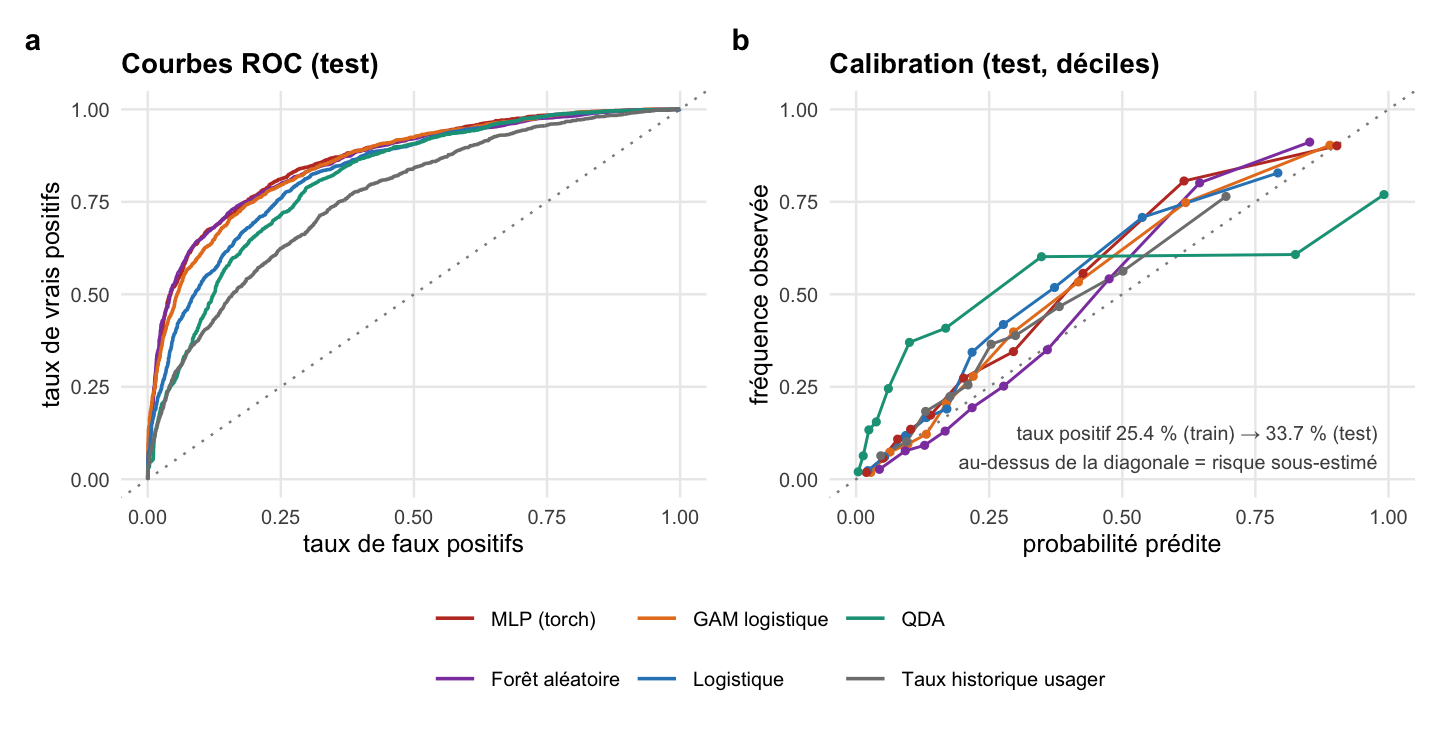 a
Courbes ROC (test)
1.00
0.75
0.50
0.25
0.00
taux de vrais positifs
0.00 0.25 0.50 0.75 1.00
taux de faux positifs
b
Calibration (test, déciles)
1.00
0.75
0.50
0.25
0.00
fréquence observée
taux positif 25.4 % (train) → 33.7 % (test)
au-dessus de la diagonale = risque sous-estimé
0.00 0.25 0.50 0.75 1.00
probabilité prédite
MLP (torch) GAM logistique QDA
Forêt aléatoire Logistique Taux historique usager